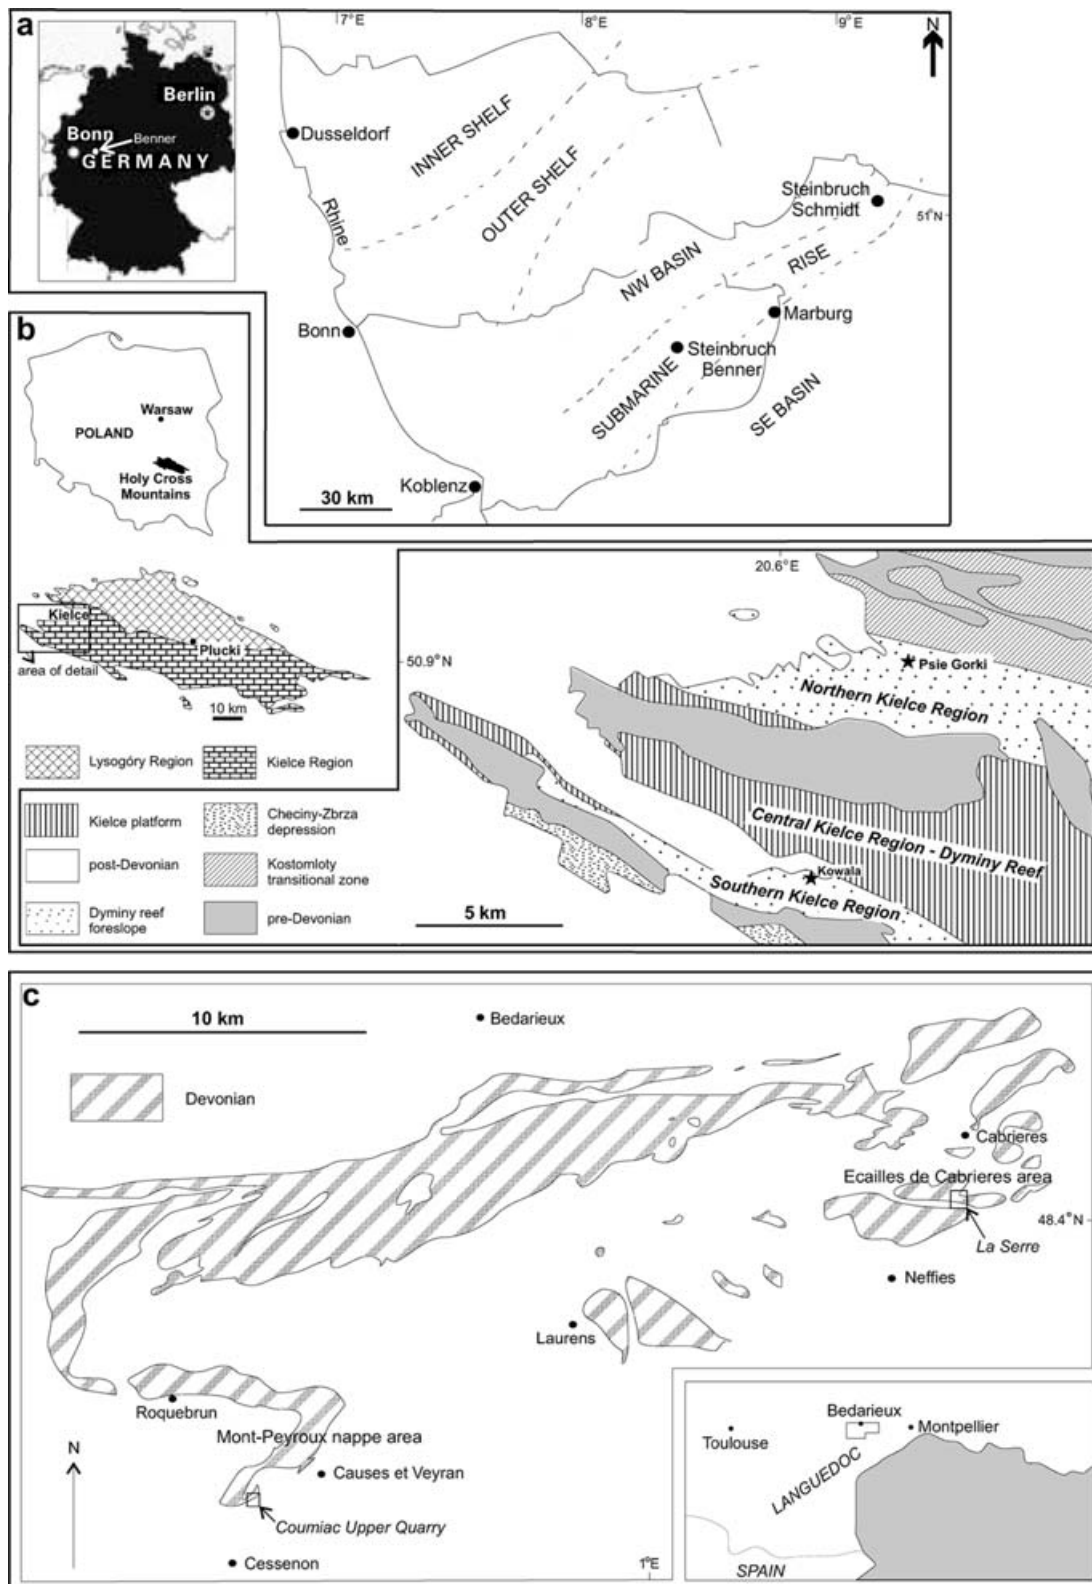 a
Berlin
Bonn
Benner
GERMANY
7°E
8°E
9°E
N
Dusseldorf
INNER SHELF
OUTER SHELF
Rhine
Steinbruch
Schmidt
51°N
NW BASIN
RISE
Bonn
Marburg
Steinbruch
Benner
SUBMARINE
SE BASIN
Koblenz
30 km
b
Warsaw
POLAND
Holy Cross
Mountains
Kielce
Plucki
area of detail
10 km
Lysogóry Region
Kielce Region
Kielce platform
Checiny-Zbrza
depression
post-Devonian
Kostomloty
transitional zone
Dyminy reef
foreslope
pre-Devonian
20.6°E
50.9°N
Psie Gorki
Northern Kielce Region
Central Kielce Region - Dyminy Reef
Kowala
Southern Kielce Region
5 km
c
10 km
Bedarieux
Devonian
Cabrieres
Ecailles de Cabrieres area
48.4°N
La Serre
Neffies
Laurens
Roquebrun
Mont-Peyroux nappe area
N
Causes et Veyran
Coumiac Upper Quarry
Cessenon
1°E
Bedarieux
Toulouse
Montpellier
LANGUEDOC
SPAIN